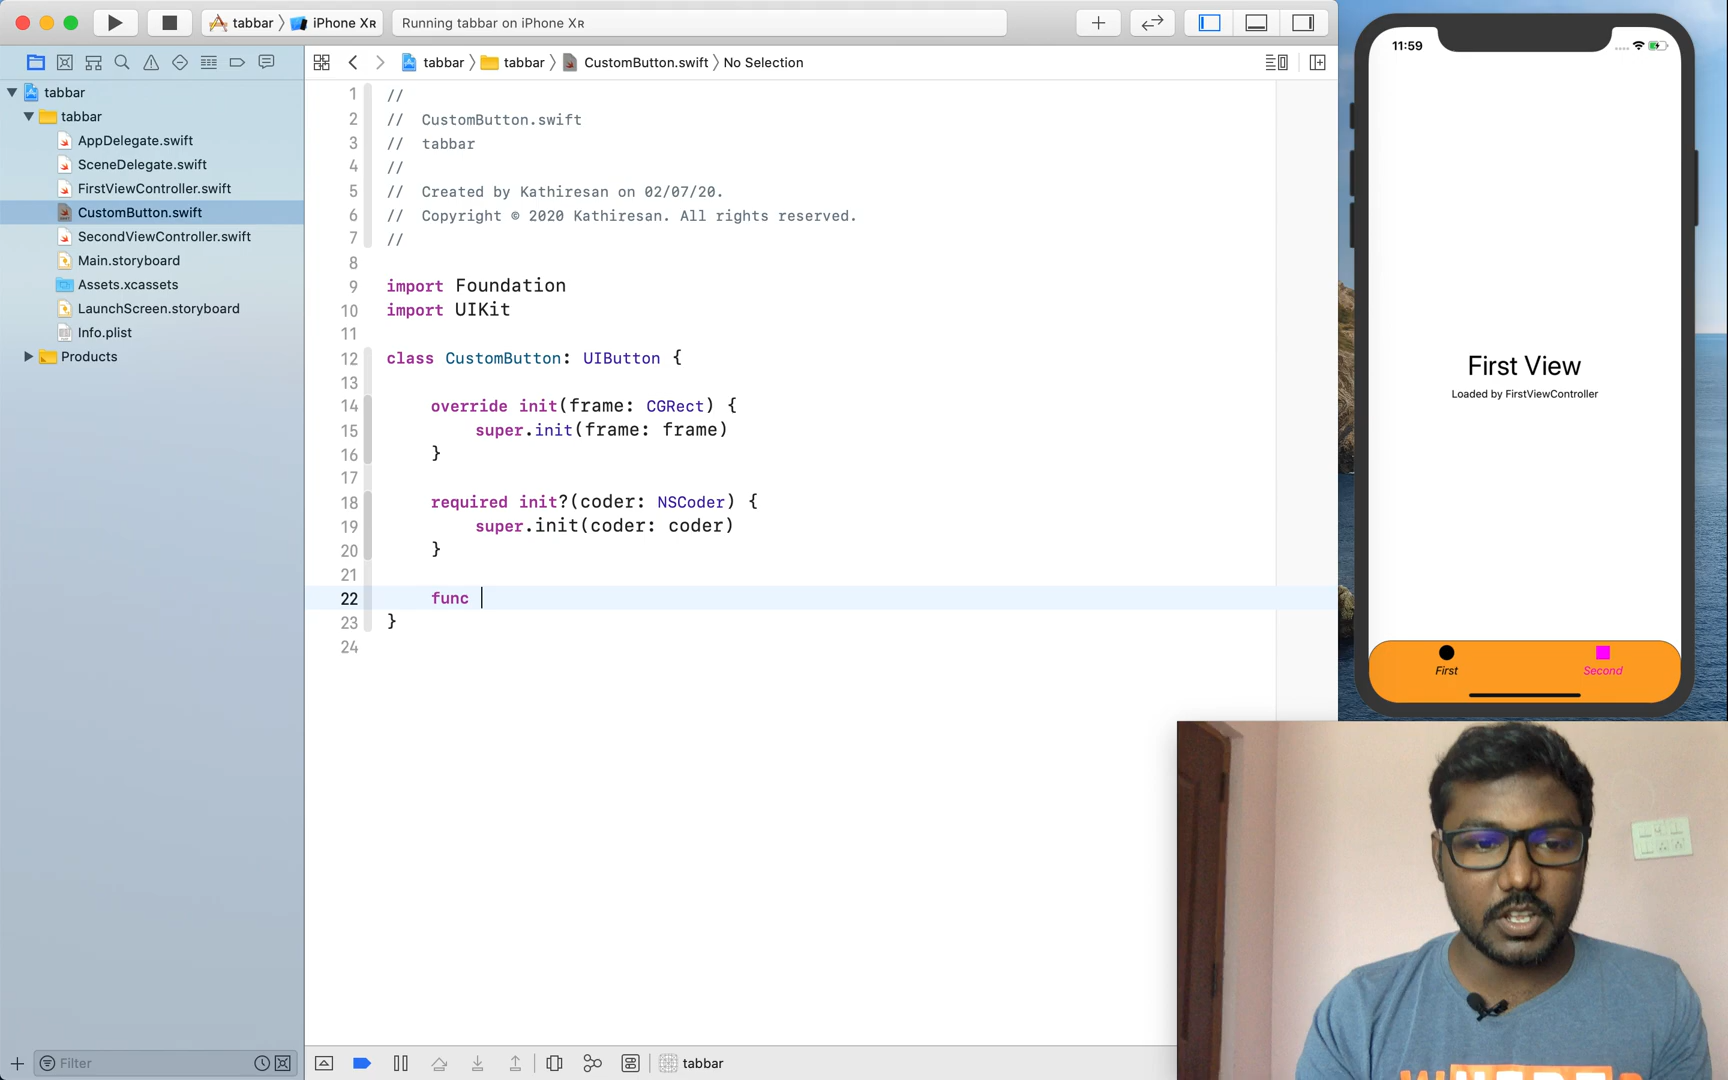 tabbar iPhone XR
Running tabbar on iPhone XR
tabbar tabbar CustomButton.swift No Selection
tabbar
tabbar
AppDelegate.swift
SceneDelegate.swift
FirstViewController.swift
CustomButton.swift
SecondViewController.swift
Main.storyboard
Assets.xcassets
LaunchScreen.storyboard
Info.plist
Products
Filter
1 //
2 // CustomButton.swift
3 // tabbar
4 //
5 // Created by Kathiresan on 02/07/20.
6 // Copyright © 2020 Kathiresan. All rights reserved.
7 //
8
9 import Foundation
10 import UIKit
11
12 class CustomButton: UIButton {
13
14 override init(frame: CGRect) {
15 super.init(frame: frame)
16 }
17
18 required init?(coder: NSCoder) {
19 super.init(coder: coder)
20 }
21
22 func
23 }
24
tabbar
11:59
First View
Loaded by FirstViewController
First Second